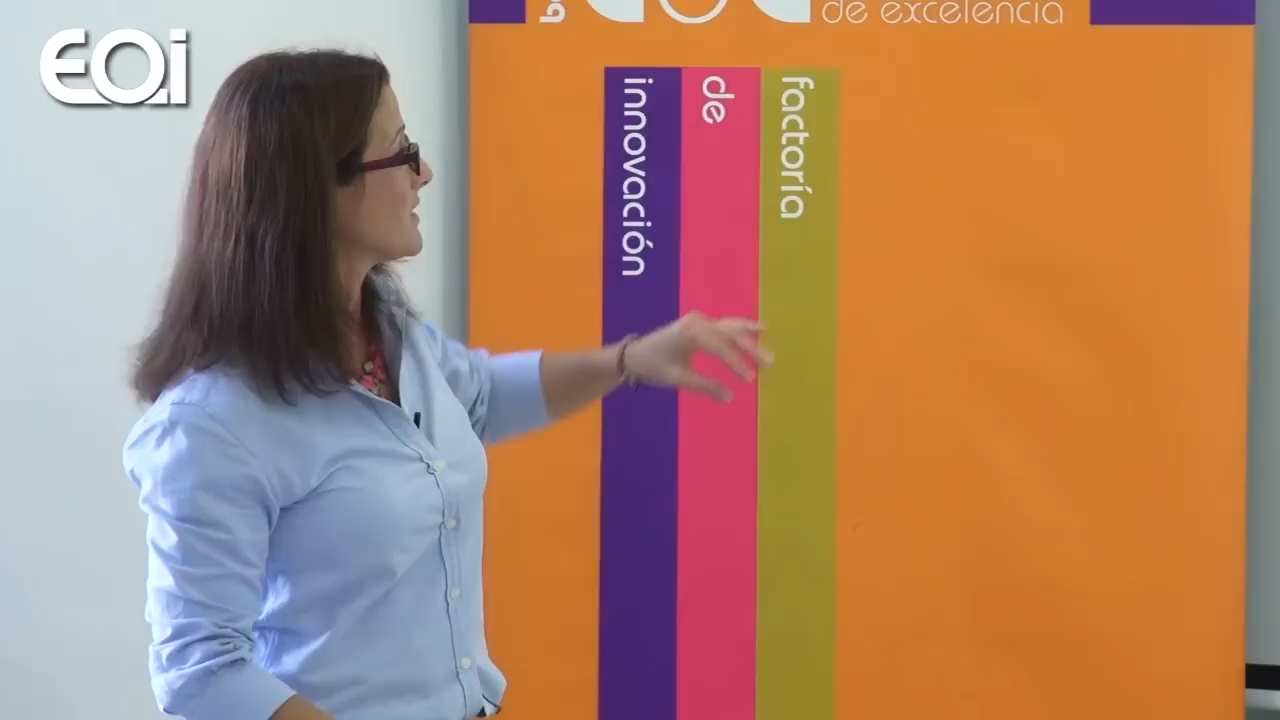 EOi
de excelencia
factoría
de
innovación